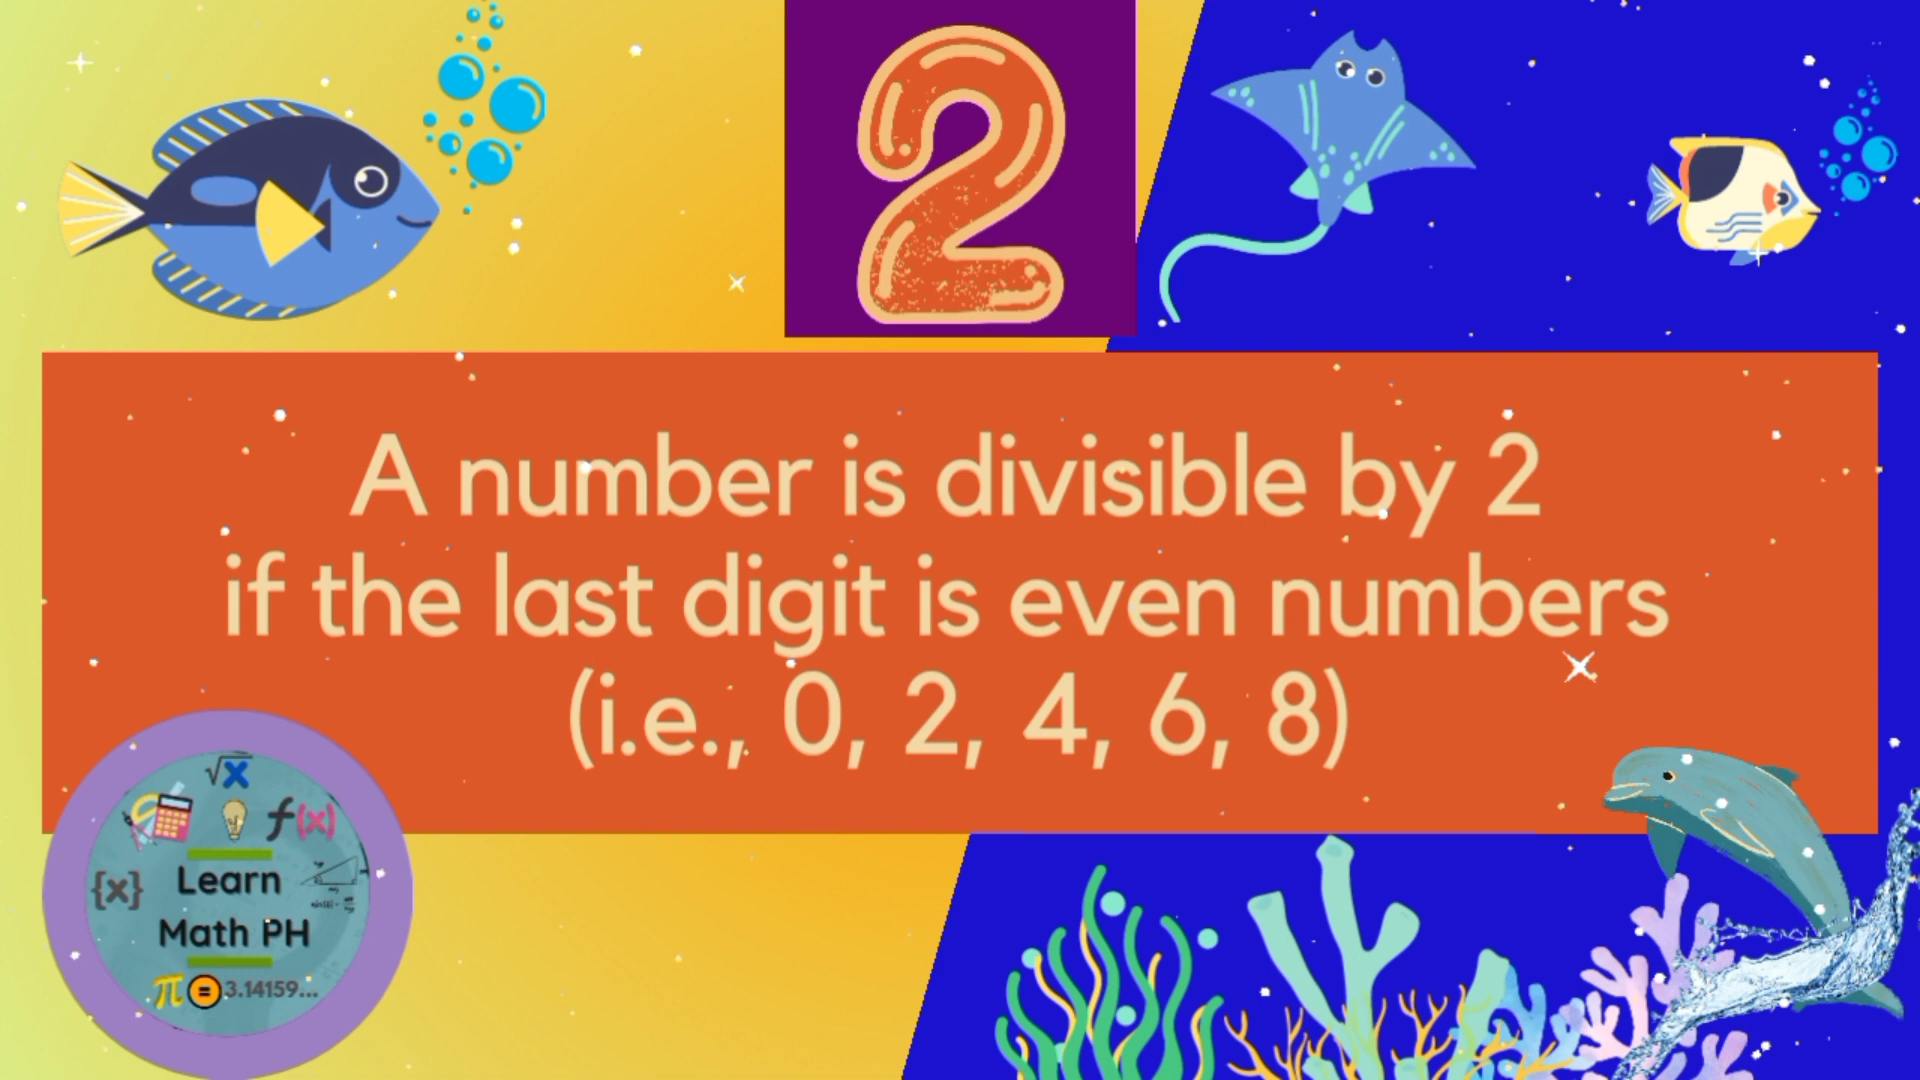 2
A number is divisible by 2
if the last digit is even numbers
(i.e., 0, 2, 4, 6, 8)
√x
f(x)
{x}
Learn
Math PH
π = 3.14159...